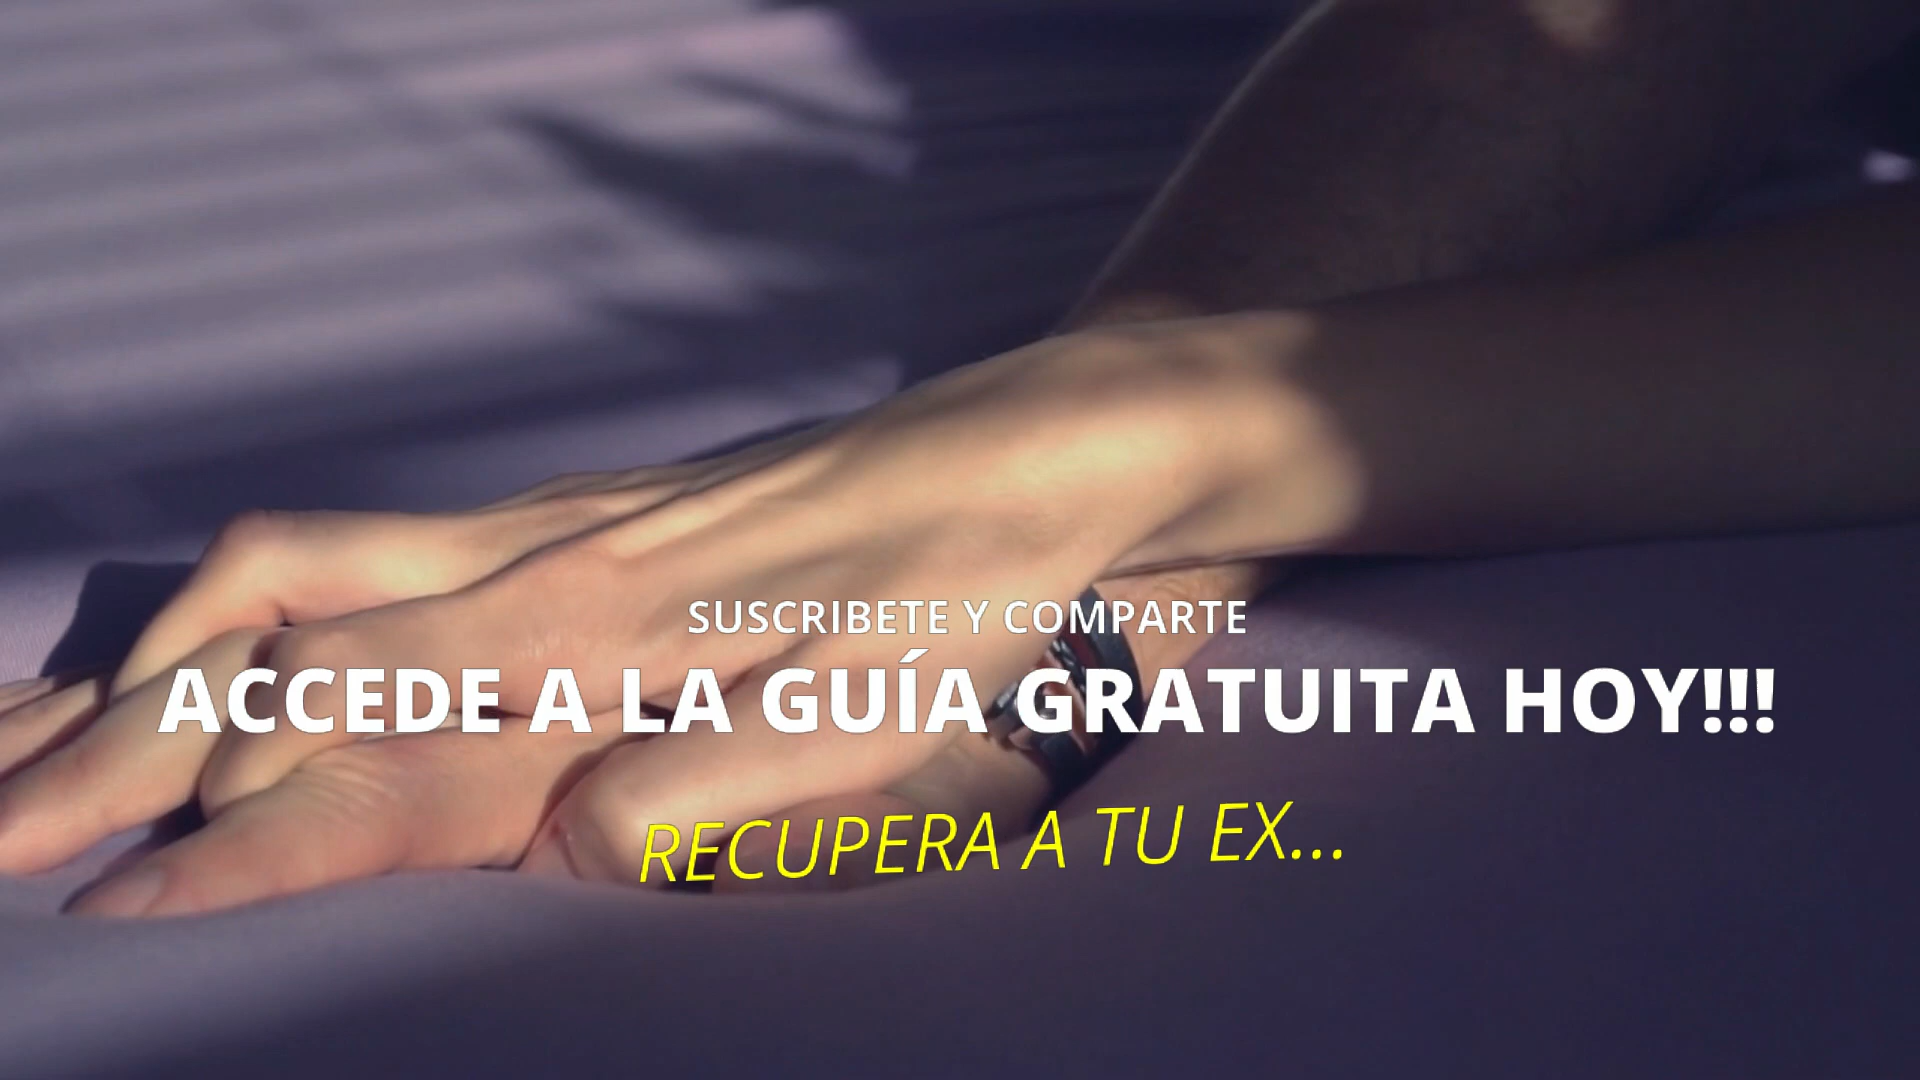 SUSCRIBETE Y COMPARTE
ACCEDE A LA GUÍA GRATUITA HOY!!!
RECUPERA A TU EX...